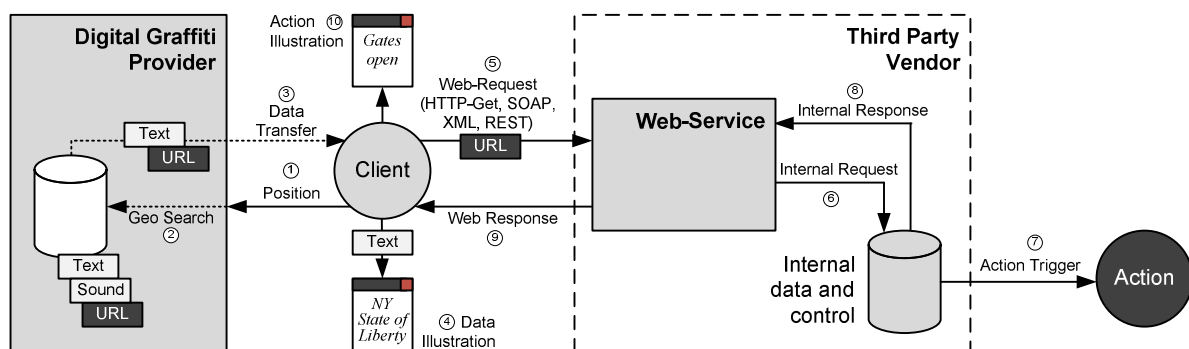 Digital Graffiti
Provider
③
Data
Transfer
Text
URL
①
Position
Geo Search
②
Text
Sound
URL
Action ⑩
Illustration
Gates
open
Client
Text
NY
State of
Liberty
④ Data
Illustration
⑤
Web-Request
(HTTP-Get, SOAP,
XML, REST)
URL
Web Response
⑨
Third Party
Vendor
Web-Service
⑧
Internal Response
Internal Request
⑥
Internal
data and
control
⑦
Action Trigger
Action